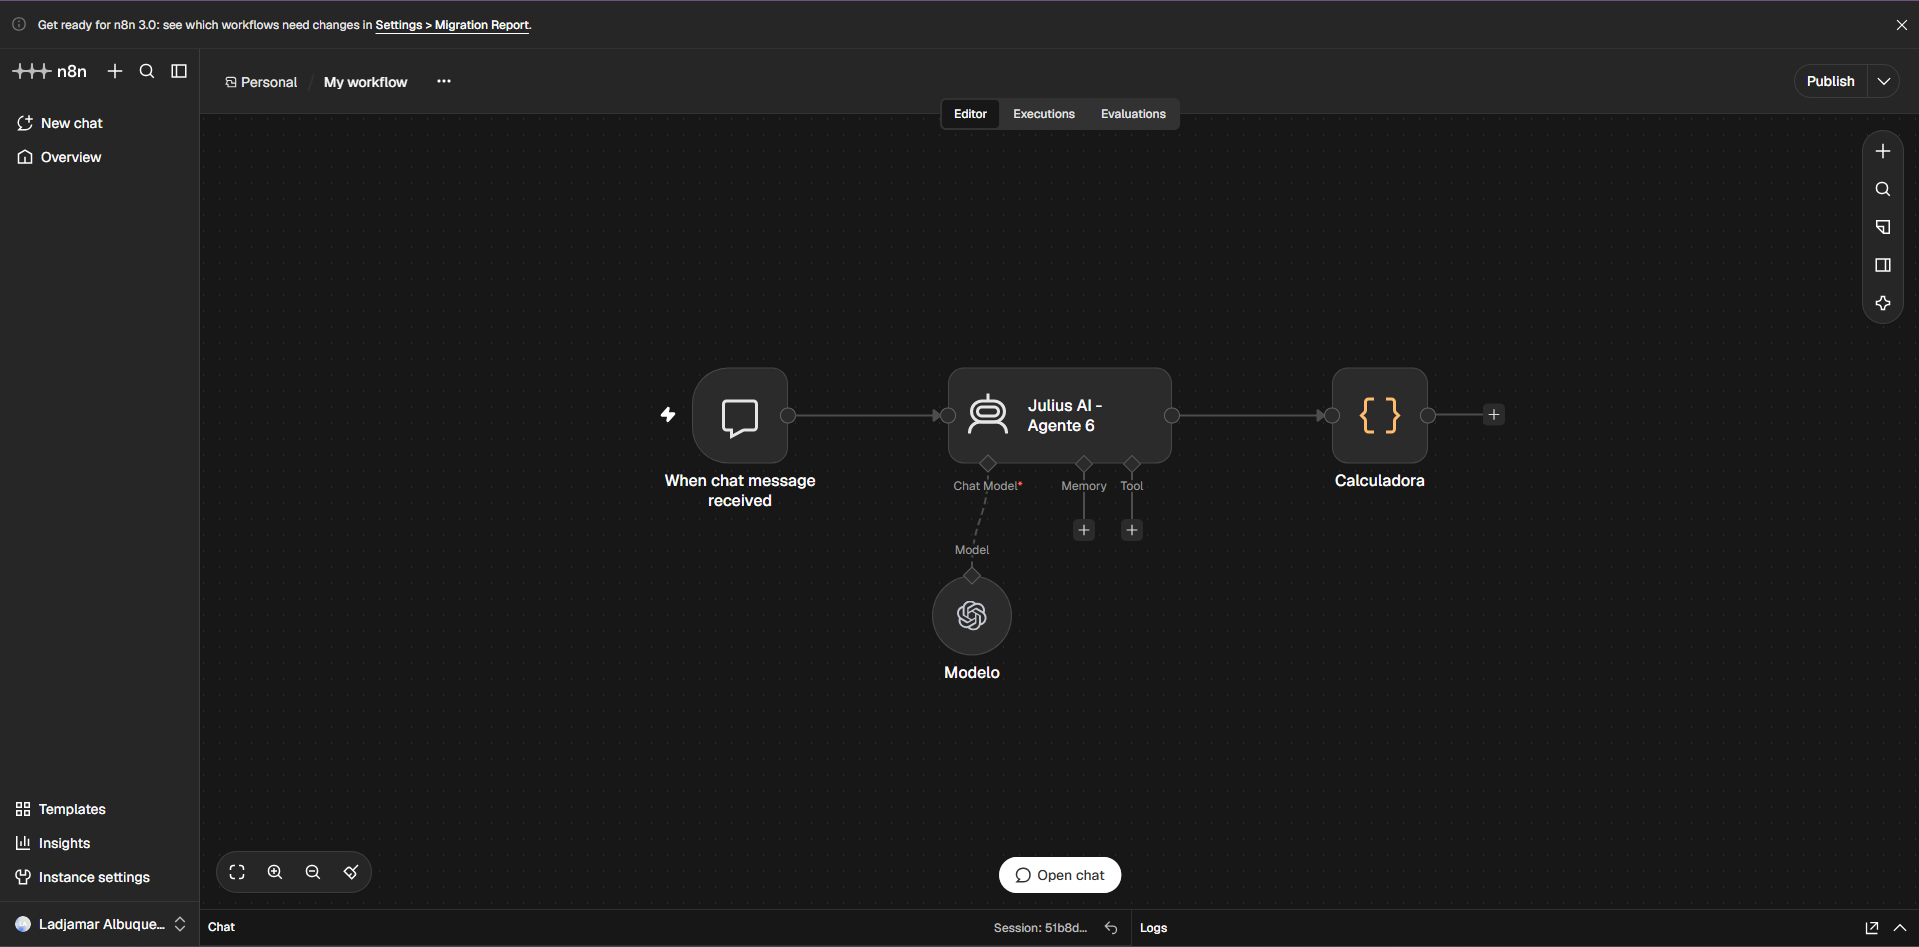 Get ready for n8n 3.0: see which workflows need changes in Settings > Migration Report.
n8n
Personal / My workflow
Publish
Editor Executions Evaluations
New chat
Overview
Julius AI -
Agente 6
When chat message
received
Calculadora
Chat Model*
Memory
Tool
Model
Modelo
Templates
Insights
Instance settings
Ladjamar Albuque...
Open chat
Chat
Session: 51b8d...
Logs